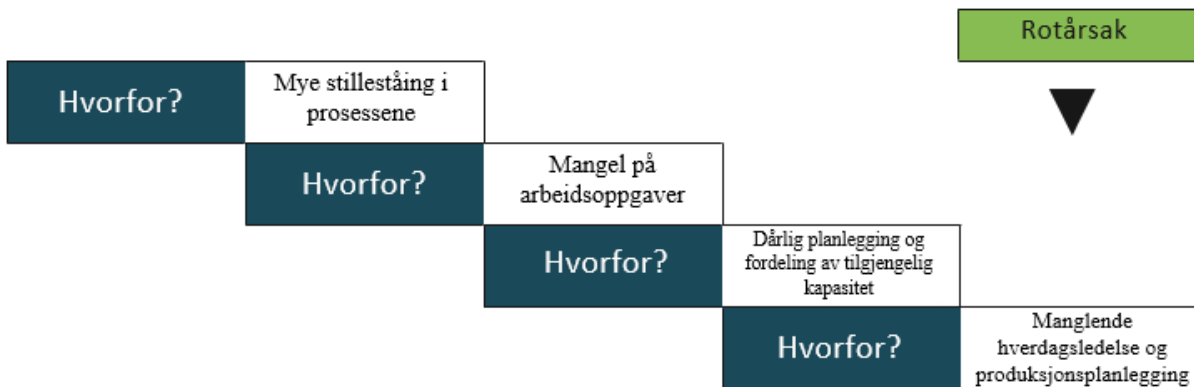 Rotårsak
Hvorfor?
Mye stillestående i
prosessene
Hvorfor?
Mangel på
arbeidsoppgaver
Hvorfor?
Dårlig planlegging og
fordeling av tilgjengelig
kapasitet
Hvorfor?
Manglende
hverdagsledelse og
produksjonsplanlegging